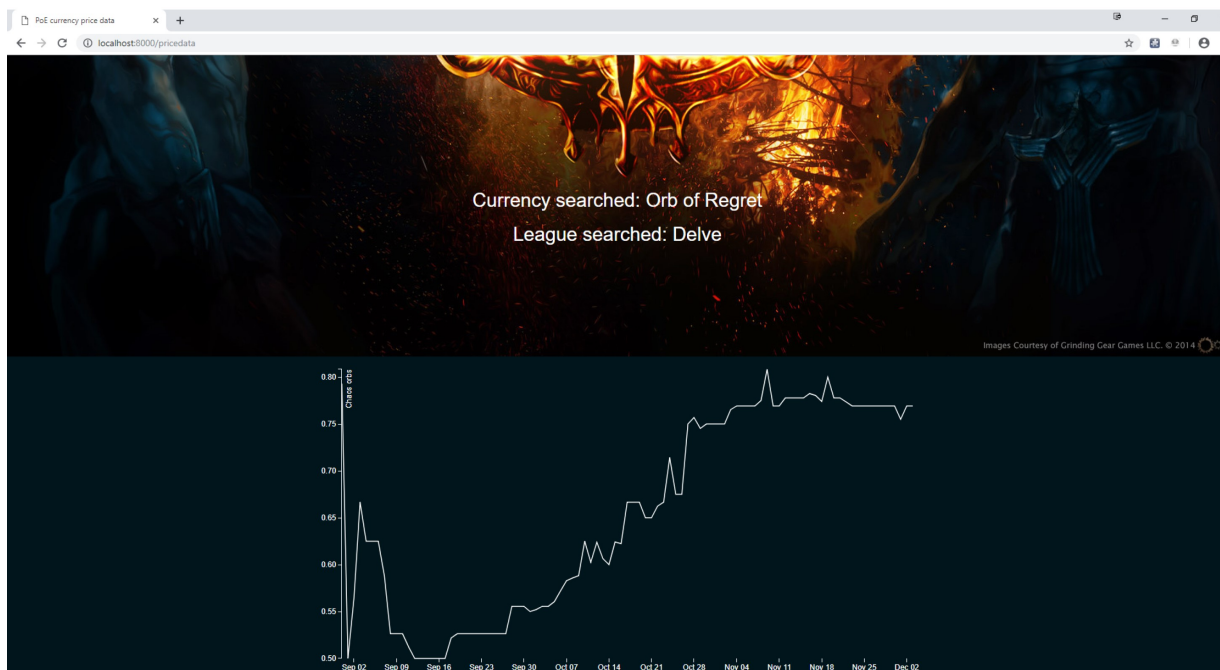 PoE currency price data
localhost:8000/pricedata
Currency searched: Orb of Regret
League searched: Delve
Images Courtesy of Grinding Gear Games LLC. © 2014
Chaos orbs
0.80
0.75
0.70
0.65
0.60
0.55
0.50
Sep 02 Sep 09 Sep 16 Sep 23 Sep 30 Oct 07 Oct 14 Oct 21 Oct 28 Nov 04 Nov 11 Nov 18 Nov 25 Dec 02